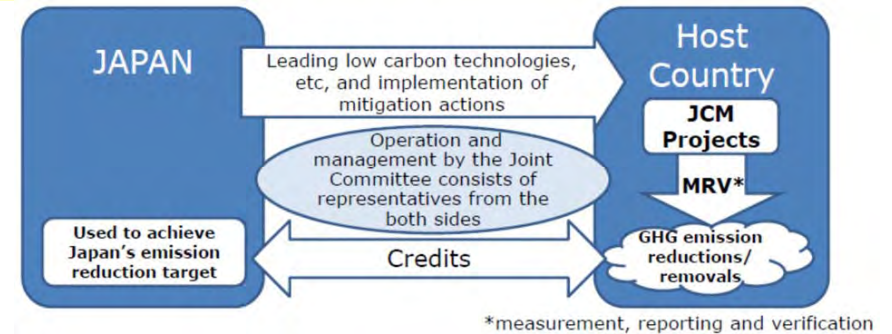 JAPAN
Leading low carbon technologies,
etc, and implementation of
mitigation actions
Host
Country
JCM
Projects
Operation and
management by the Joint
Committee consists of
representatives from the
both sides
MRV*
Used to achieve
Japan's emission
reduction target
Credits
GHG emission
reductions/
removals
*measurement, reporting and verification